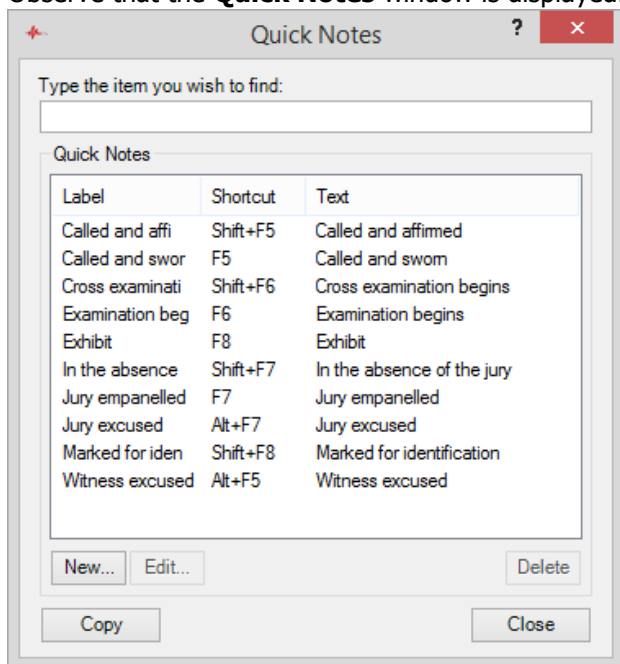 Observe that the Quick Notes window is displayed.
Quick Notes ? ×
Type the item you wish to find:
Quick Notes
Label Shortcut Text
Called and affi Shift+F5 Called and affirmed
Called and swor F5 Called and sworn
Cross examinati Shift+F6 Cross examination begins
Examination beg F6 Examination begins
Exhibit F8 Exhibit
In the absence Shift+F7 In the absence of the jury
Jury empanelled F7 Jury empanelled
Jury excused Alt+F7 Jury excused
Marked for iden Shift+F8 Marked for identification
Witness excused Alt+F5 Witness excused
New... Edit... Delete
Copy Close